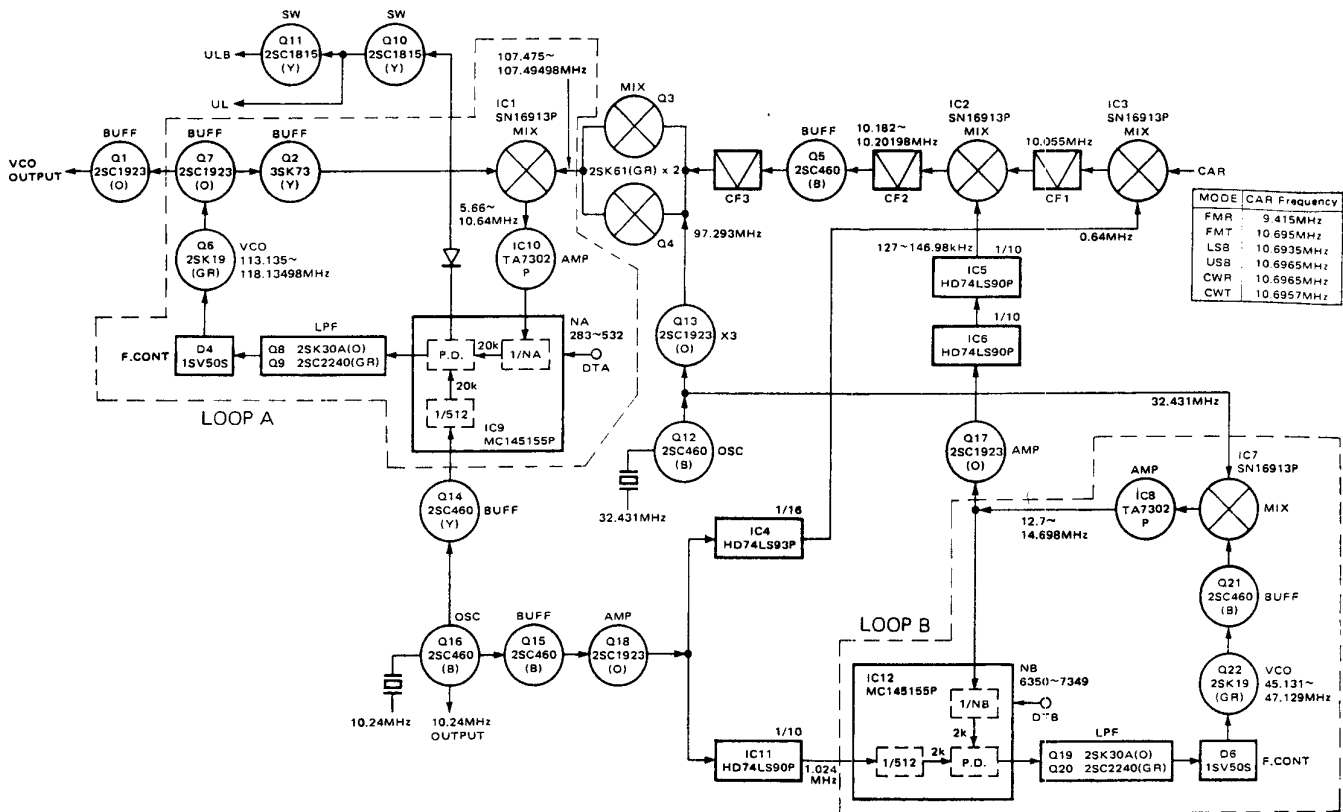 SW
Q11
2SC1815
(Y)
SW
Q10
2SC1815
(Y)
ULB
UL
107.475~
107.49498MHz
BUFF
Q1
2SC1923
(O)
VCO
OUTPUT
BUFF
Q7
2SC1923
(O)
BUFF
Q2
3SK73
(Y)
IC1
SN16913P
MIX
MIX
Q3
2SK61(GR) x 2
Q4
CF3
BUFF
Q5
2SC460
(B)
10.182~
10.20198MHz
CF2
IC2
SN16913P
MIX
10.055MHz
CF1
IC3
SN16913P
MIX
CAR
MODE CAR Frequency
FMR 9.415MHz
FMT 10.695MHz
LSB 10.6935MHz
USB 10.6965MHz
CWR 10.6965MHz
CWT 10.6957MHz
5.66~
10.64MHz
IC10
TA7302
P
AMP
97.293MHz
127~146.98kHz
0.64MHz
1/10
IC5
HD74LS90P
1/10
IC6
HD74LS90P
Q6
2SK19
(GR)
VCO
113.135~
118.13498MHz
Q13
2SC1923
(O)
X3
F.CONT
D4
1SV50S
LPF
Q8 2SK30A(O)
Q9 2SC2240(GR)
NA
283~532
P.D.
20k
1/NA
DTA
20k
1/512
IC9
MC145155P
LOOP A
32.431MHz
Q12
2SC460
(B)
OSC
32.431MHz
Q17
2SC1923
(O)
AMP
IC7
SN16913P
MIX
AMP
IC8
TA7302
P
12.7~
14.698MHz
Q14
2SC460
(Y)
BUFF
1/16
IC4
HD74LS93P
Q21
2SC460
(B)
BUFF
LOOP B
OSC
Q16
2SC460
(B)
BUFF
Q15
2SC460
(B)
AMP
Q18
2SC1923
(O)
10.24MHz
10.24MHz
OUTPUT
IC12
MC145155P
NB
6350~7349
1/NB
DTB
2k
Q22
2SK19
(GR)
VCO
45.131~
47.129MHz
1/10
IC11
HD74LS90P
1.024
MHz
1/512
2k
P.D.
LPF
Q19 2SK30A(O)
Q20 2SC2240(GR)
D6
1SV50S
F.CONT